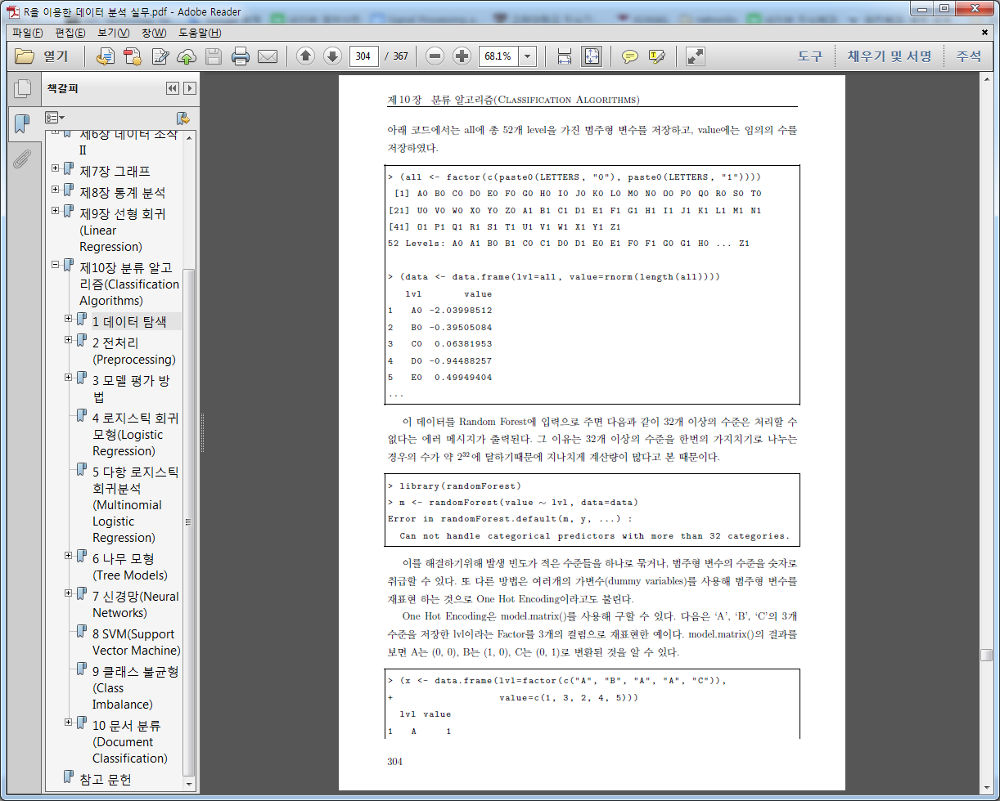 R을 이용한 데이터 분석 실무.pdf - Adobe Reader
파일(F) 편집(E) 보기(V) 창(W) 도움말(H)
열기 304 / 367 68.1% 도구 채우기 및 서명 주석
책갈피
제6장 데이터 조작
II
제7장 그래프
제8장 통계 분석
제9장 선형 회귀
(Linear
Regression)
제10장 분류 알고
리즘(Classification
Algorithms)
1 데이터 탐색
2 전처리
(Preprocessing)
3 모델 평가 방
법
4 로지스틱 회귀
모형(Logistic
Regression)
5 다항 로지스틱
회귀분석
(Multinomial
Logistic
Regression)
6 나무 모형
(Tree Models)
7 신경망(Neural
Networks)
8 SVM(Support
Vector Machine)
9 클래스 불균형
(Class
Imbalance)
10 문서 분류
(Document
Classification)
참고 문헌
제 10 장 분류 알고리즘(Classification Algorithms)
아래 코드에서는 all에 총 52개 level을 가진 범주형 변수를 저장하고, value에는 임의의 수를
저장하였다.
> (all <- factor(c(paste0(LETTERS, "0"), paste0(LETTERS, "1"))))
[1] A0 B0 C0 D0 E0 F0 G0 H0 I0 J0 K0 L0 M0 N0 O0 P0 Q0 R0 S0 T0
[21] U0 V0 W0 X0 Y0 Z0 A1 B1 C1 D1 E1 F1 G1 H1 I1 J1 K1 L1 M1 N1
[41] O1 P1 Q1 R1 S1 T1 U1 V1 W1 X1 Y1 Z1
52 Levels: A0 A1 B0 B1 C0 C1 D0 D1 E0 E1 F0 F1 G0 G1 H0 ... Z1
> (data <- data.frame(lvl=all, value=rnorm(length(all))))
lvl value
1 A0 -2.03998512
2 B0 -0.39505084
3 C0 0.06381953
4 D0 -0.94488257
5 E0 0.49949404
...
이 데이터를 Random Forest에 입력으로 주면 다음과 같이 32개 이상의 수준은 처리할 수
없다는 에러 메시지가 출력된다. 그 이유는 32개 이상의 수준을 한번의 가지치기로 나누는
경우의 수가 약 2³²에 달하기때문에 지나치게 계산량이 많다고 본 때문이다.
> library(randomForest)
> m <- randomForest(value ~ lvl, data=data)
Error in randomForest.default(m, y, ...) :
Can not handle categorical predictors with more than 32 categories.
이를 해결하기위해 발생 빈도가 적은 수준들을 하나로 묶거나, 범주형 변수의 수준을 숫자로
취급할 수 있다. 또 다른 방법은 여러개의 가변수(dummy variables)를 사용해 범주형 변수를
재표현 하는 것으로 One Hot Encoding이라고도 불린다.
One Hot Encoding은 model.matrix()를 사용해 구할 수 있다. 다음은 ‘A’, ‘B’, ‘C’의 3개
수준을 저장한 lvl이라는 Factor를 3개의 컬럼으로 재표현한 예이다. model.matrix()의 결과를
보면 A는 (0, 0), B는 (1, 0), C는 (0, 1)로 변환된 것을 알 수 있다.
> (x <- data.frame(lvl=factor(c("A", "B", "A", "A", "C")),
+ value=c(1, 3, 2, 4, 5)))
lvl value
1 A 1
304